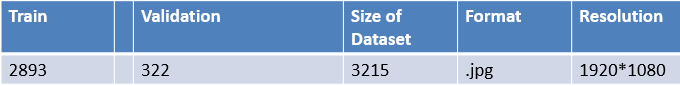 Train Validation Size of Dataset Format Resolution
2893 322 3215 .jpg 1920*1080